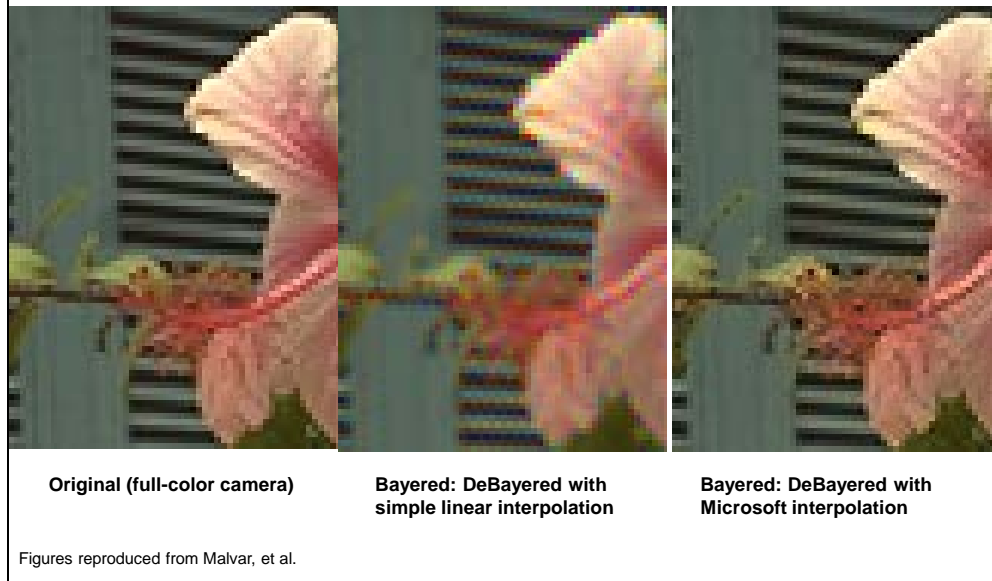 Original (full-color camera)
Bayered: DeBayered with
simple linear interpolation
Bayered: DeBayered with
Microsoft interpolation
Figures reproduced from Malvar, et al.